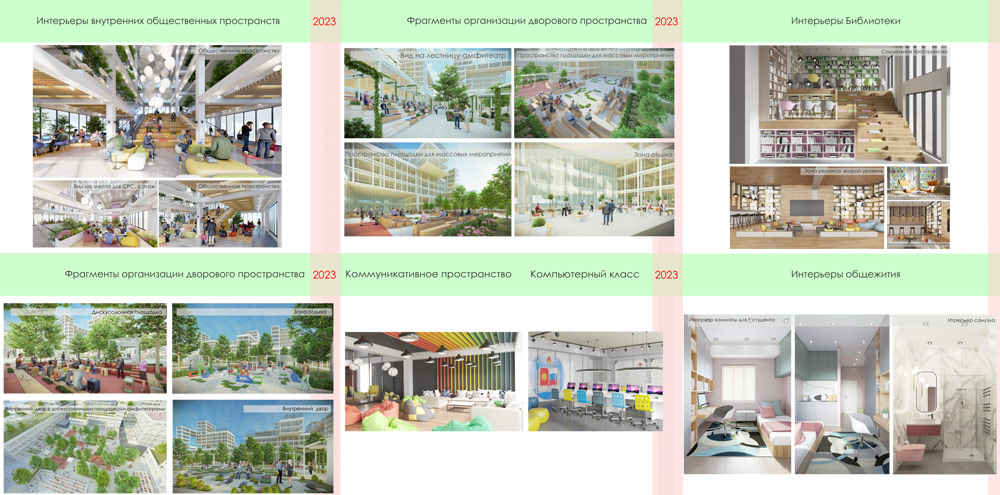 Интерьеры внутренних общественных пространств
2023
Общественное пространство
Вид на места для СРС,
этаж
Общественное пространство
Фрагменты организации дворового пространства
2023
Вид на лестницу-амфитеатр
Пространство площадки для массовых мероприятий
Пространство площадки для массовых мероприятий
Зона отдыха
Интерьеры Библиотеки
Социальное пространство
Зона релакса второй уровень
Фрагменты организации дворового пространства
2023
Дискуссионная площадка
Зона отдыха
Внутренний двор с дискуссионными площадками амфитеатрами
Внутренний двор
Коммуникативное пространство
Компьютерный класс
2023
Интерьеры общежития
Интерьер комнаты для студента
Интерьер санузла